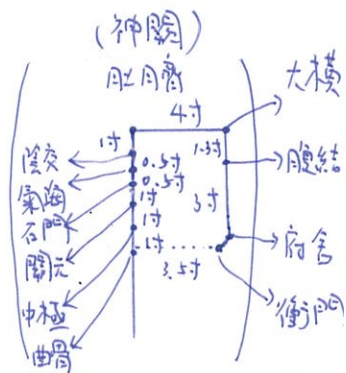 (神闕)
肚月臍
4寸
大橫
1寸
1.3寸
陰交
0.5寸
腹結
氣海
0.5寸
石門
1寸
3寸
關元
1寸
府舍
中極
1寸
3.5寸
衝門
曲骨